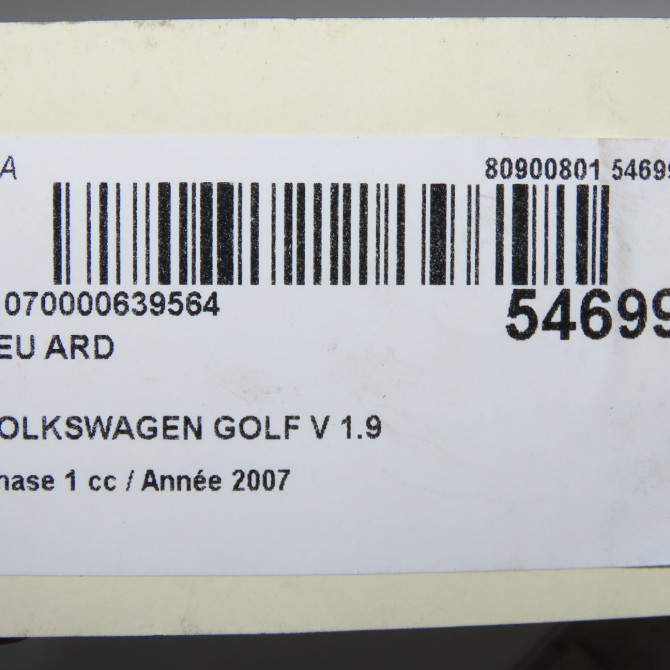 A 80900801 54699
070000639564 54699
EU ARD
OLKSWAGEN GOLF V 1.9
hase 1 cc / Année 2007